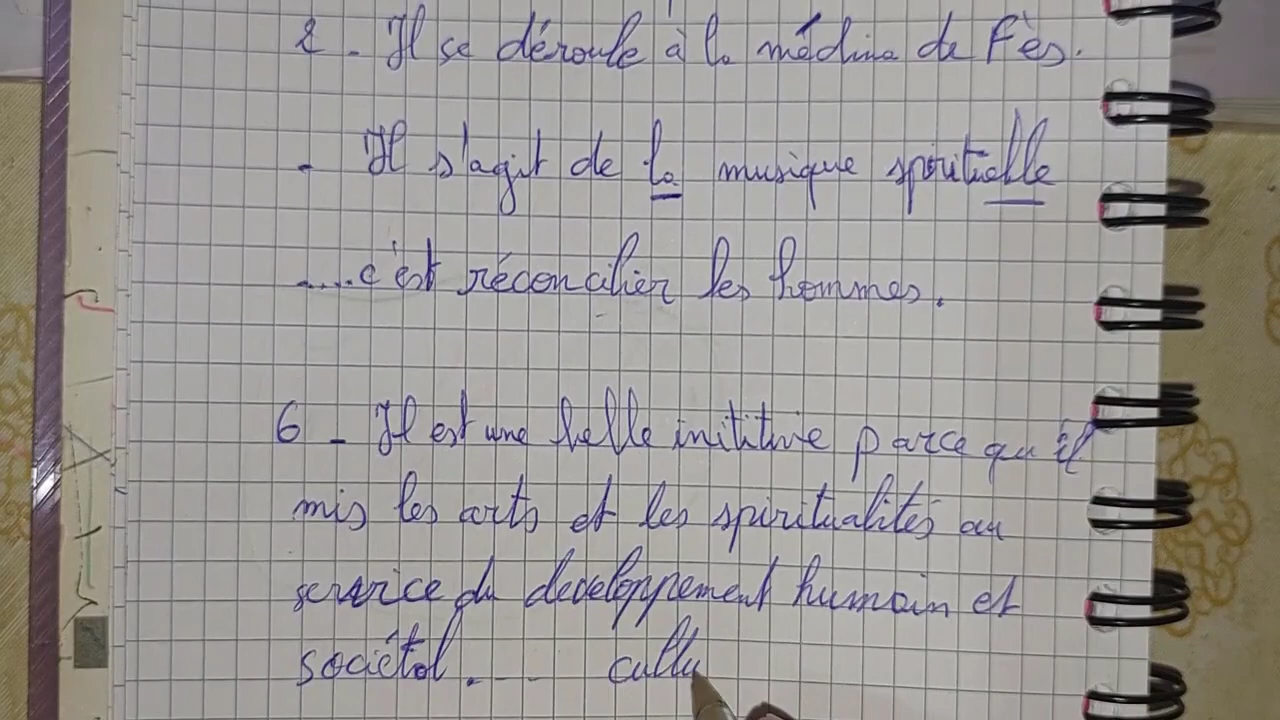 2 - Il se déroule à la médina de Fès.
- Il s'agit de la musique spirituelle
.... c'est réconcilier les hommes.
6 - Il est une belle inititive parce qu'il
mis les arts et les spiritualités au
service du developpement humain et
sociétal. - - cultu